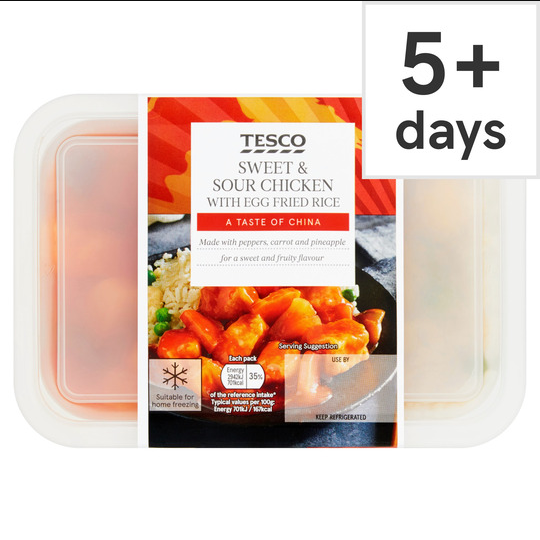 5+
days
TESCO
SWEET &
SOUR CHICKEN
WITH EGG FRIED RICE
A TASTE OF CHINA
Made with peppers, carrot and pineapple
for a sweet and fruity flavour
Serving Suggestion
Each pack
Energy
2942kJ
701kcal
35%
of the reference intake*
Typical values per 100g:
Energy 701kJ / 167kcal
Suitable for
home freezing
USE BY
KEEP REFRIGERATED